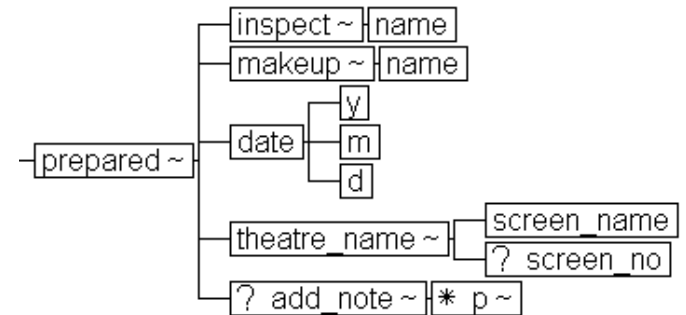 inspect ~ name
makeup ~ name
y
date m
d
prepared ~
screen_name
theatre_name ~
? screen_no
? add_note ~ * p ~